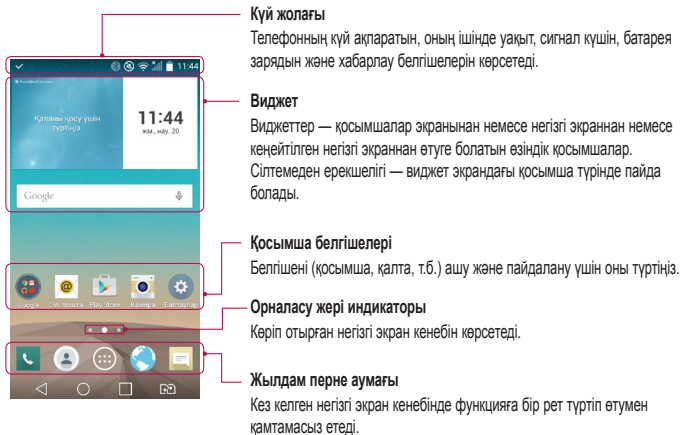 Күй жолағы
Телефонның күй ақпаратын, оның ішінде уақыт, сигнал күшін, батарея
зарядын және хабарлау белгішелерін көрсетеді.
11:44
AccuWeather.com
Қаланы қосу үшін
түртіңіз
11:44
жм., нау. 20
Google
Виджет
Виджеттер — қосымшалар экранынан немесе негізгі экраннан немесе
кеңейтілген негізгі экраннан өтуге болатын өзіндік қосымшалар.
Сілтемеден ерекшелігі — виджет экрандағы қосымша түрінде пайда
болады.
Қосымша белгішелері
Белгішені (қосымша, қалта, т.б.) ашу және пайдалану үшін оны түртіңіз.
Google Эл. пошта Play Store Камера Баптаулар
Орналасу жері индикаторы
Көріп отырған негізгі экран кенебін көрсетеді.
Жылдам перне аумағы
Кез келген негізгі экран кенебінде функцияға бір рет түртіп өтумен
қамтамасыз етеді.